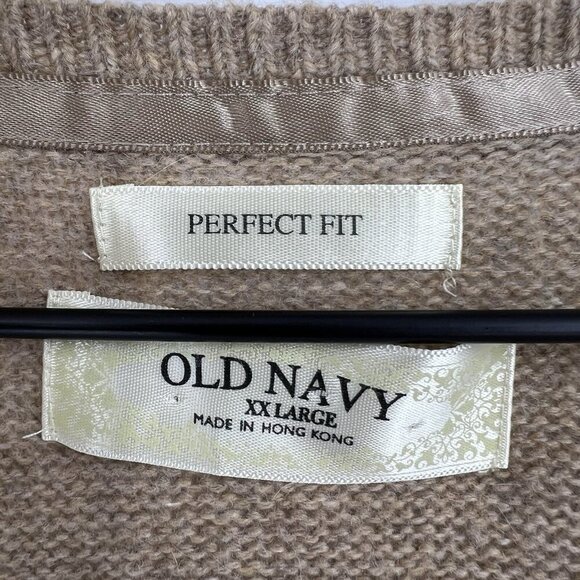 PERFECT FIT
OLD NAVY
XX LARGE
MADE IN HONG KONG